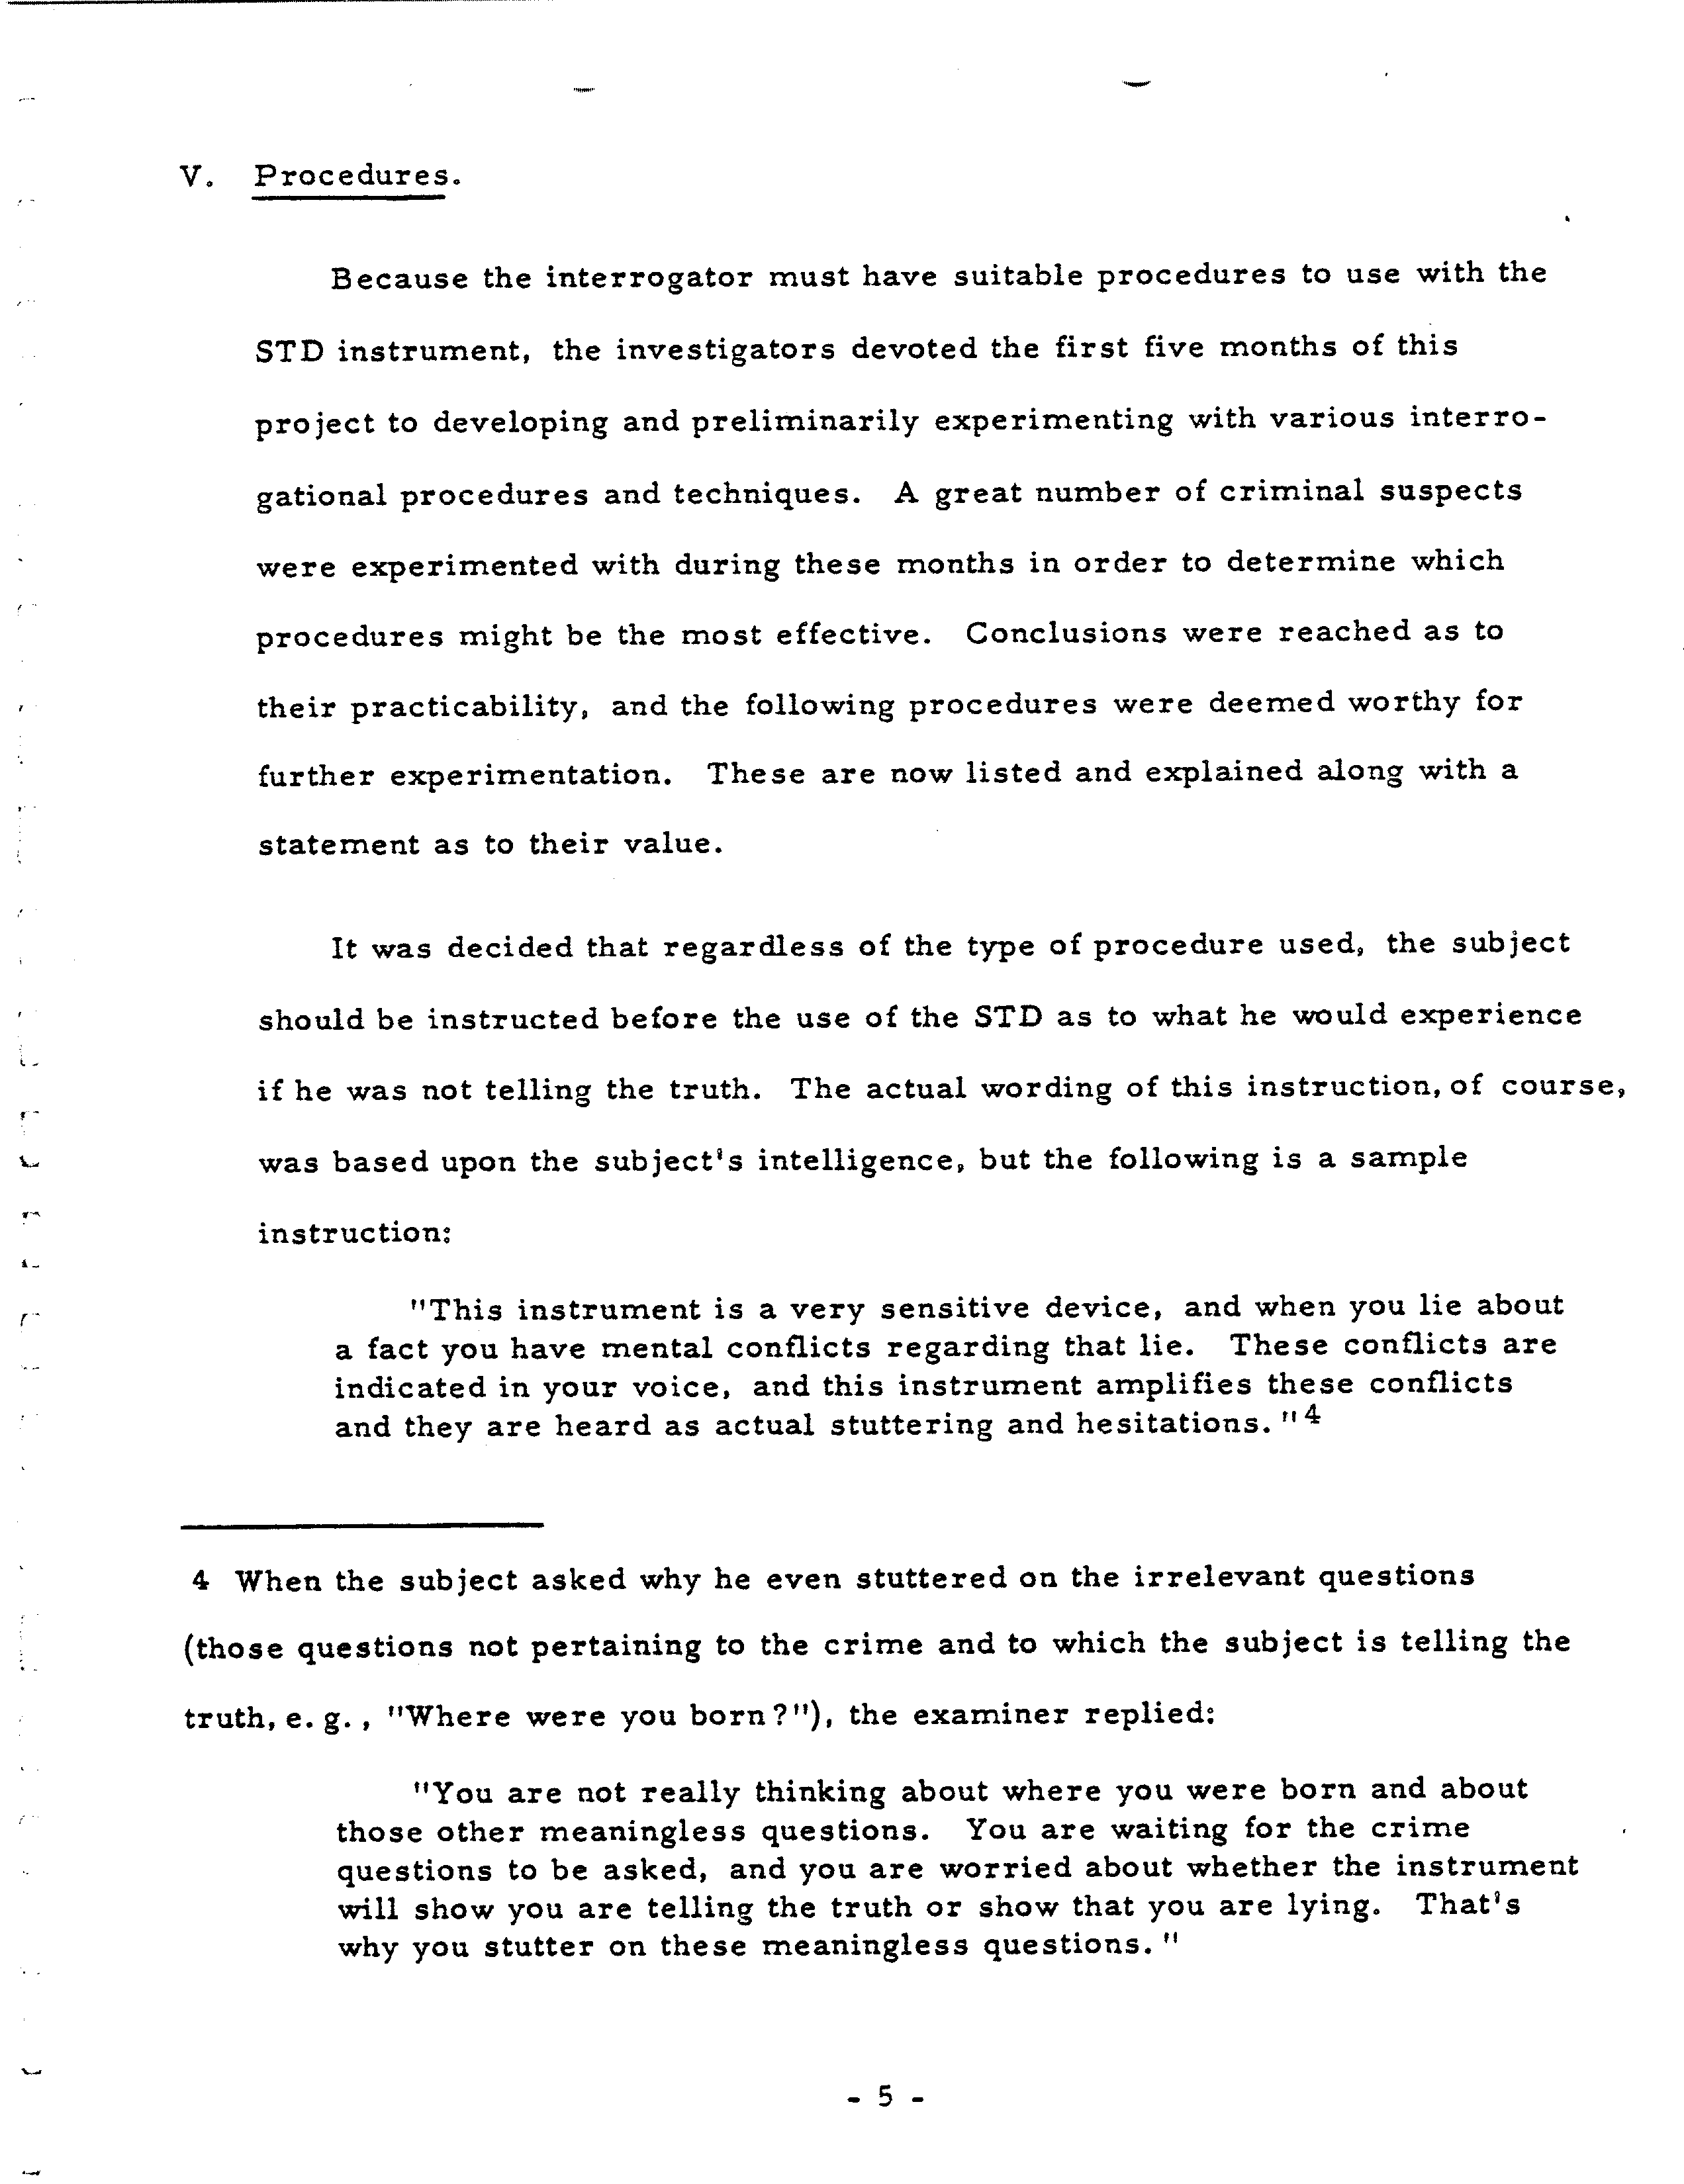 V. Procedures.
Because the interrogator must have suitable procedures to use with the
STD instrument, the investigators devoted the first five months of this
project to developing and preliminarily experimenting with various interro-
gational procedures and techniques. A great number of criminal suspects
were experimented with during these months in order to determine which
procedures might be the most effective. Conclusions were reached as to
their practicability, and the following procedures were deemed worthy for
further experimentation. These are now listed and explained along with a
statement as to their value.
It was decided that regardless of the type of procedure used, the subject
should be instructed before the use of the STD as to what he would experience
if he was not telling the truth. The actual wording of this instruction, of course,
was based upon the subject's intelligence, but the following is a sample
instruction:
"This instrument is a very sensitive device, and when you lie about
a fact you have mental conflicts regarding that lie. These conflicts are
indicated in your voice, and this instrument amplifies these conflicts
and they are heard as actual stuttering and hesitations."4
4 When the subject asked why he even stuttered on the irrelevant questions
(those questions not pertaining to the crime and to which the subject is telling the
truth, e. g., "Where were you born?"), the examiner replied:
"You are not really thinking about where you were born and about
those other meaningless questions. You are waiting for the crime
questions to be asked, and you are worried about whether the instrument
will show you are telling the truth or show that you are lying. That's
why you stutter on these meaningless questions."
- 5 -